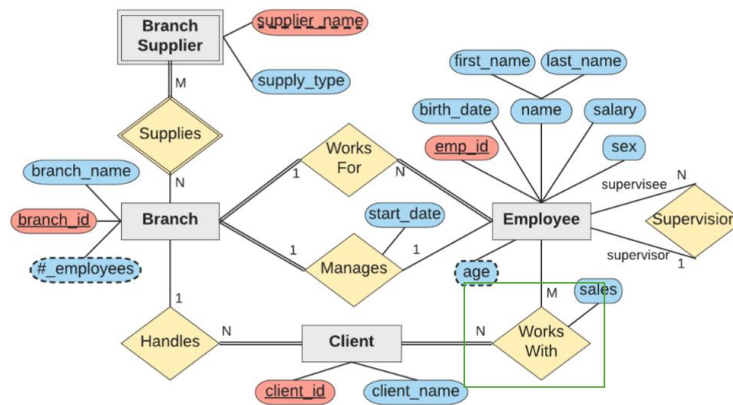 Branch
Supplier
supplier_name
supply_type
M
Supplies
N
first_name
last_name
birth_date
name
salary
emp_id
sex
Works
For
1
N
branch_name
branch_id
#_employees
Branch
start_date
Employee
supervisee
N
Supervision
supervisor
1
1
Manages
1
age
M
sales
1
Handles
N
Client
N
Works
With
client_id
client_name